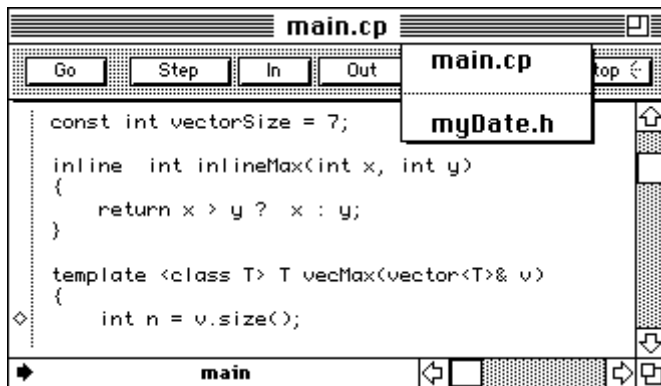 main.cp
Go Step In Out top
main.cp
myDate.h
const int vectorSize = 7;
inline  int inlineMax(int x, int y)
{
    return x > y ?  x : y;
}
template <class T> T vecMax(vector<T>& v)
{
    int n = v.size();
main